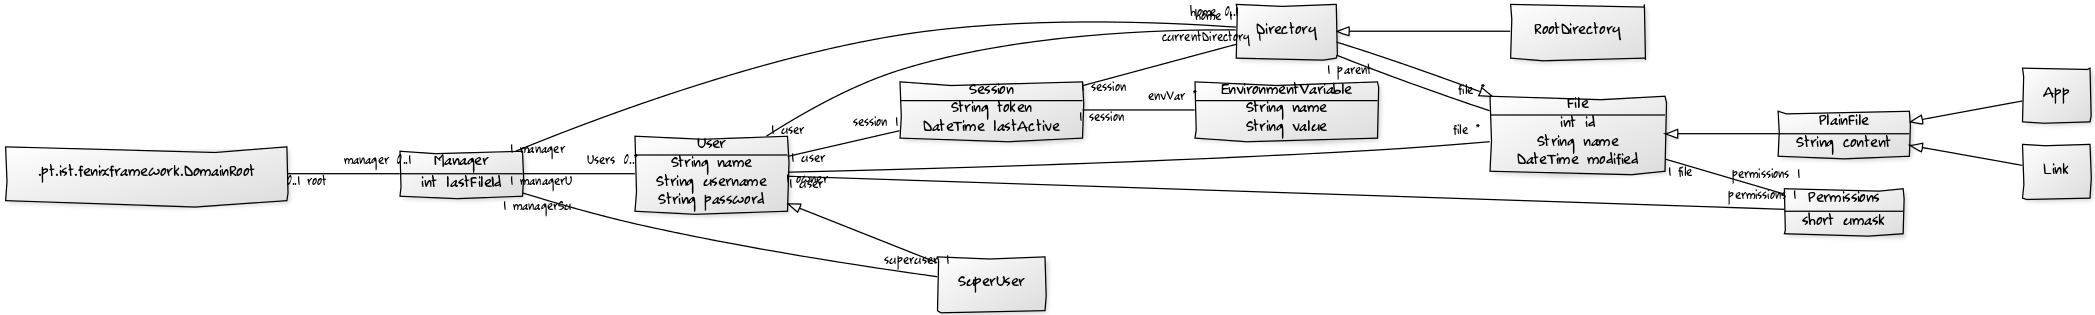 .pt.ist.fenixframework.DomainRoot
0..1 root
manager 0..1
Manager
int lastFileId
1 manager
1 managerU
1 managerSu
Users 0..*
User
String name
String username
String password
1 user
1 user
1 owner
1 user
superuser 1
SuperUser
session 1
Session
String token
DateTime lastActive
session
1 session
envVar *
EnvironmentVariable
String name
String value
home 0..1
home 1
currentDirectory
Directory
1 parent
RootDirectory
file *
file *
File
int id
String name
DateTime modified
1 file
permissions 1
permissions 1
Permissions
short umask
PlainFile
String content
App
Link